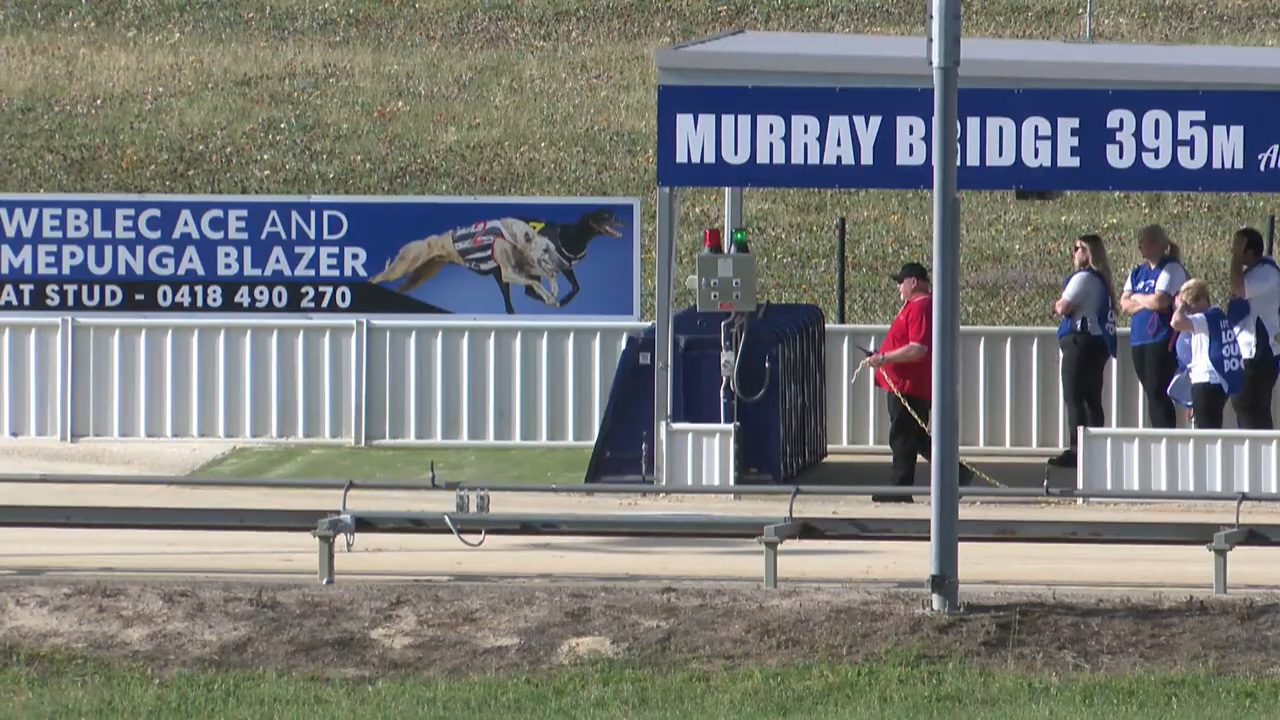 MURRAY BRIDGE 395M
WEBLEC ACE AND
MEPUNGA BLAZER
AT STUD - 0418 490 270